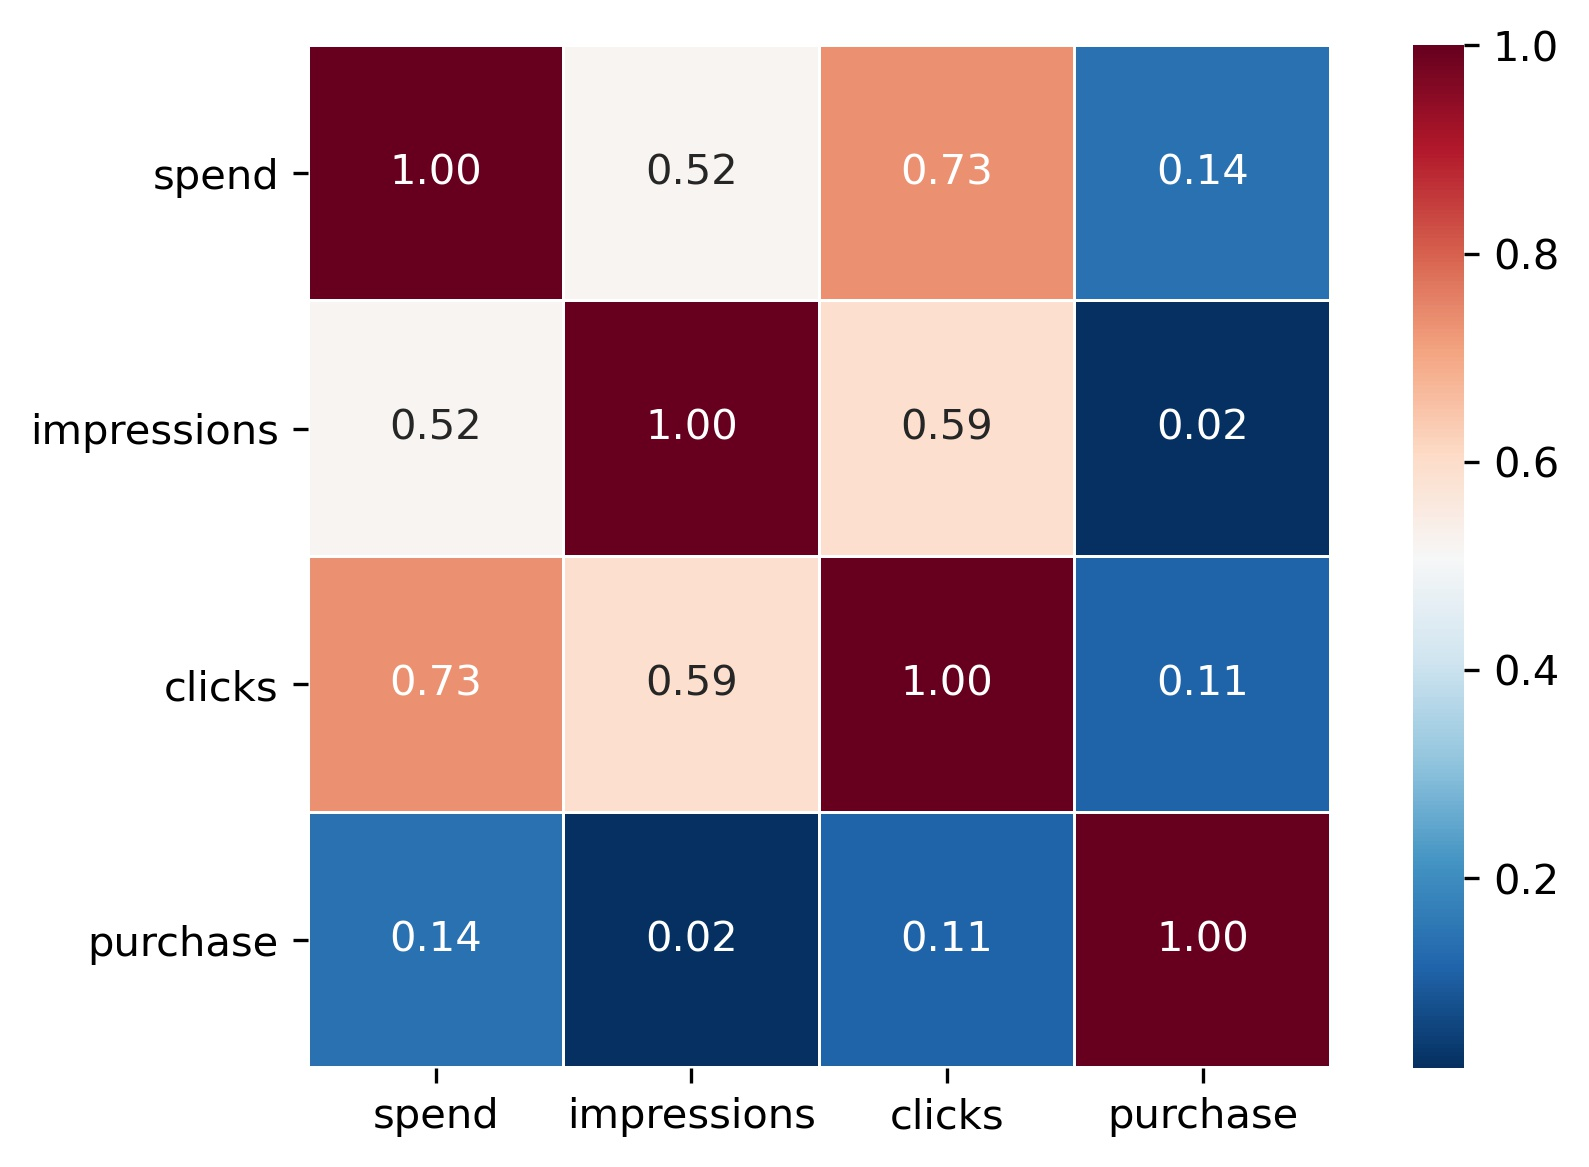 1.0
spend 1.00 0.52 0.73 0.14
0.8
impressions 0.52 1.00 0.59 0.02
0.6
clicks 0.73 0.59 1.00 0.11
0.4
0.2
purchase 0.14 0.02 0.11 1.00
spend impressions clicks purchase